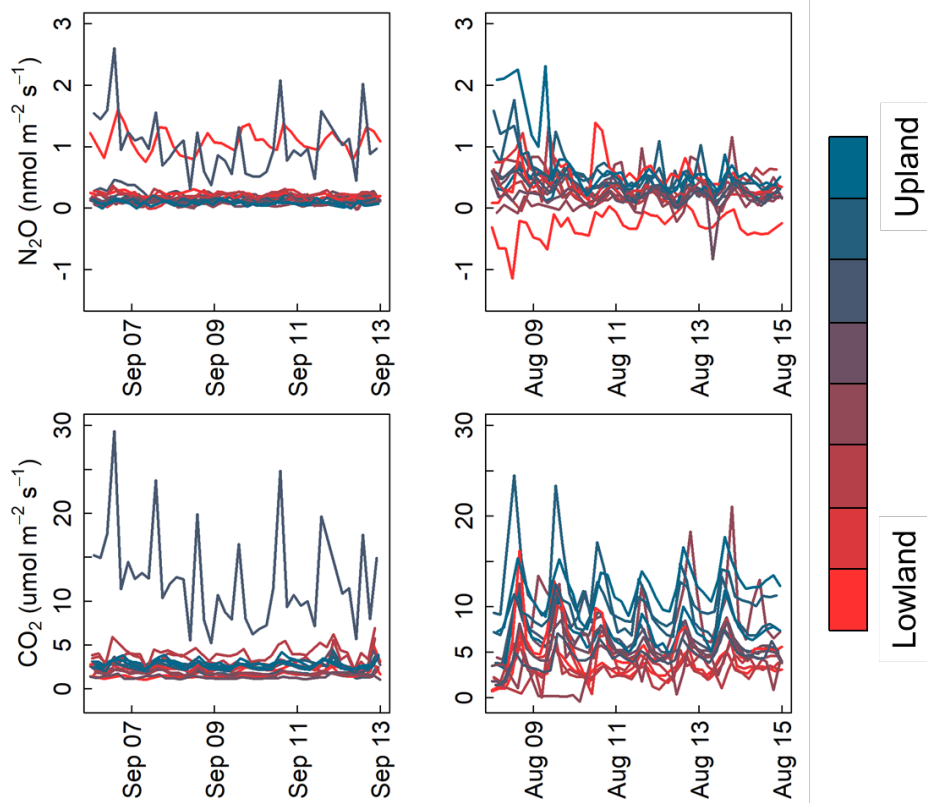 N₂O (nmol m⁻² s⁻¹)
3
2
1
0
-1
Sep 07
Sep 09
Sep 11
Sep 13
3
2
1
0
-1
Aug 09
Aug 11
Aug 13
Aug 15
CO₂ (umol m⁻² s⁻¹)
30
20
10
5
0
Sep 07
Sep 09
Sep 11
Sep 13
30
20
10
5
0
Aug 09
Aug 11
Aug 13
Aug 15
Upland
Lowland